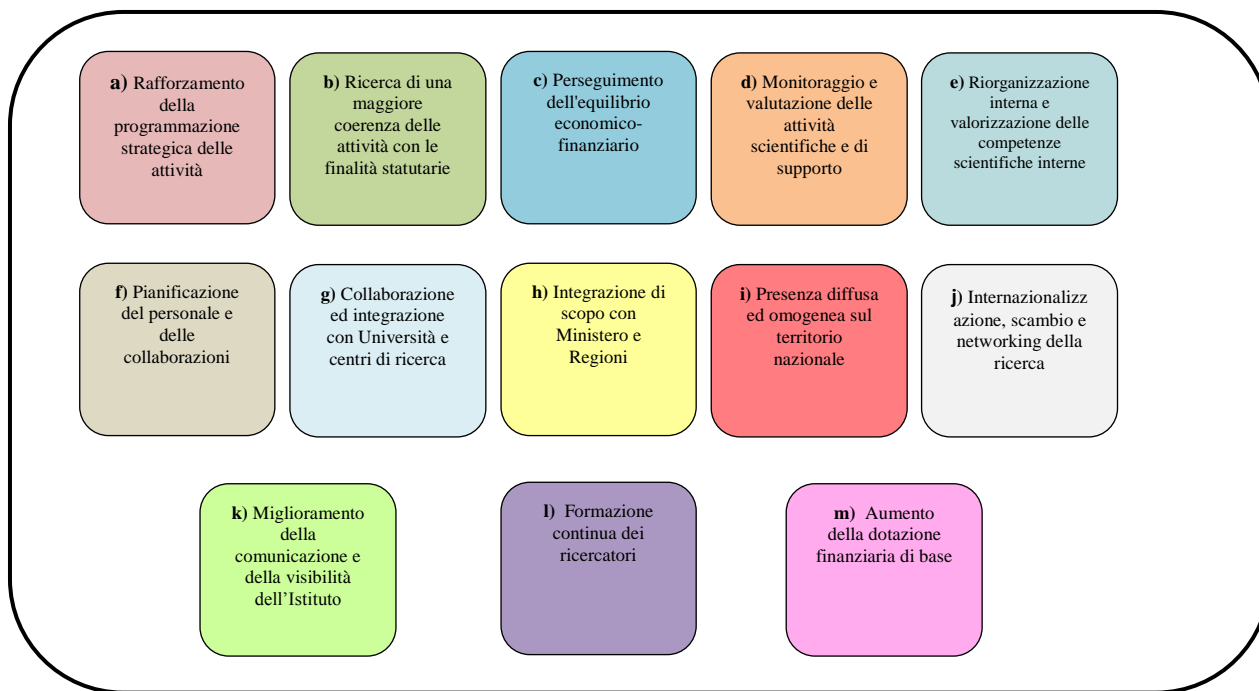 a) Rafforzamento
della
programmazione
strategica delle
attività
b) Ricerca di una
maggiore
coerenza delle
attività con le
finalità statutarie
c) Perseguimento
dell'equilibrio
economico-
finanziario
d) Monitoraggio e
valutazione delle
attività
scientifiche e di
supporto
e) Riorganizzazione
interna e
valorizzazione delle
competenze
scientifiche interne
f) Pianificazione
del personale e
delle
collaborazioni
g) Collaborazione
ed integrazione
con Università e
centri di ricerca
h) Integrazione di
scopo con
Ministero e
Regioni
i) Presenza diffusa
ed omogenea sul
territorio
nazionale
j) Internazionalizz
azione, scambio e
networking della
ricerca
k) Miglioramento
della
comunicazione e
della visibilità
dell’Istituto
l) Formazione
continua dei
ricercatori
m) Aumento
della dotazione
finanziaria di base